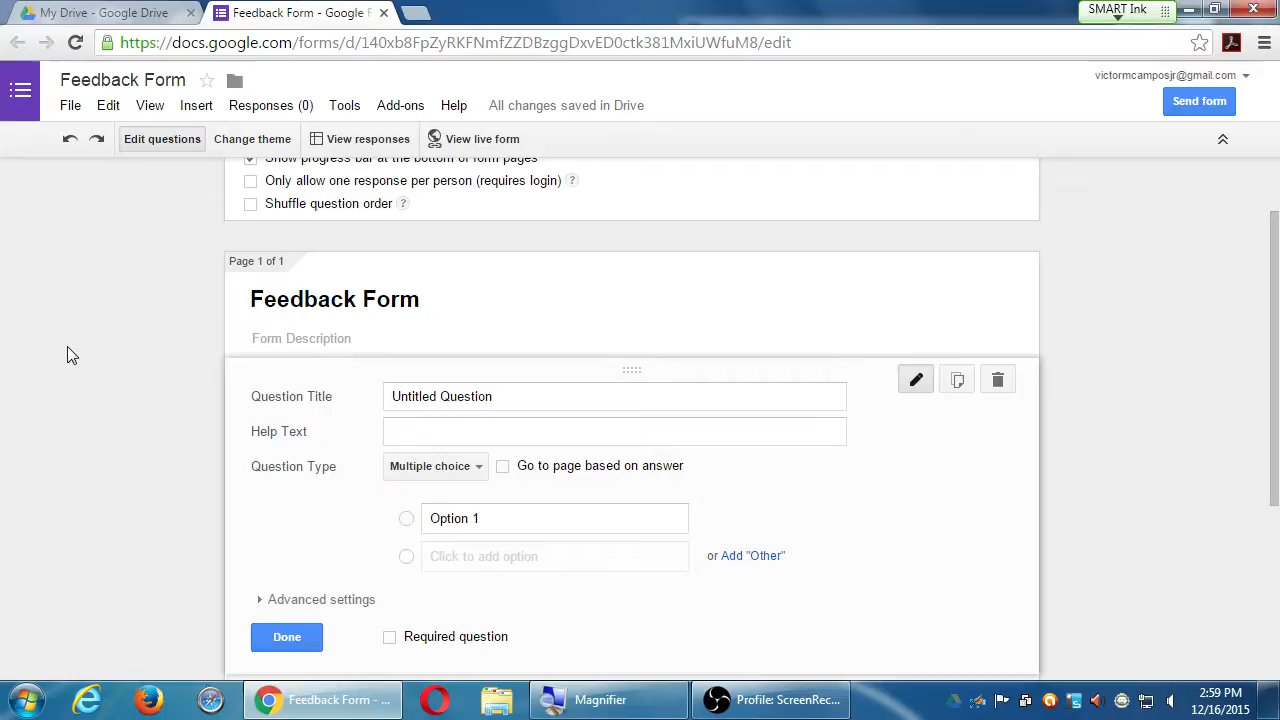 My Drive - Google Drive
Feedback Form - Google F
SMART Ink
https://docs.google.com/forms/d/140xb8FpZyRKFNmfZZDBzggDxvED0ctk381MxiUWfuM8/edit
Feedback Form
victormcamposjr@gmail.com
File Edit View Insert Responses (0) Tools Add-ons Help All changes saved in Drive
Send form
Edit questions Change theme View responses View live form
Show progress bar at the bottom of form pages
Only allow one response per person (requires login) ?
Shuffle question order ?
Page 1 of 1
Feedback Form
Form Description
Question Title Untitled Question
Help Text
Question Type Multiple choice Go to page based on answer
Option 1
Click to add option or Add "Other"
Advanced settings
Done Required question
Feedback Form - ... Magnifier Profile: ScreenRec...
2:59 PM
12/16/2015